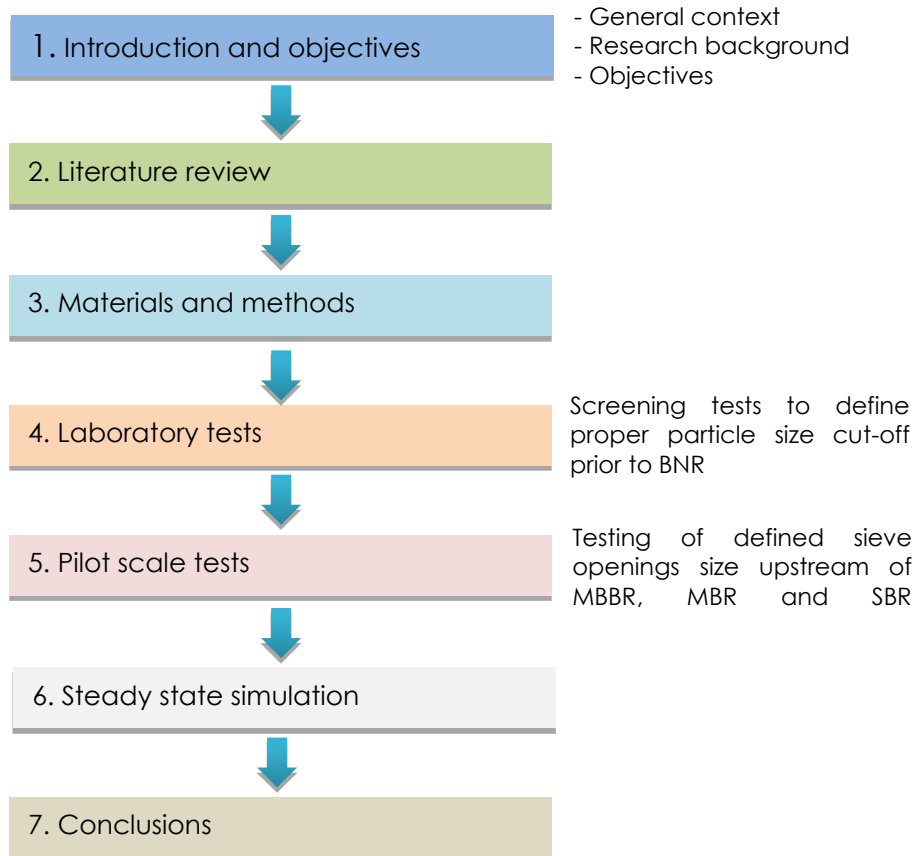 1. Introduction and objectives
- General context
- Research background
- Objectives
2. Literature review
3. Materials and methods
4. Laboratory tests
Screening tests to define
proper particle size cut-off
prior to BNR
5. Pilot scale tests
Testing of defined sieve
openings size upstream of
MBBR, MBR and SBR
6. Steady state simulation
7. Conclusions